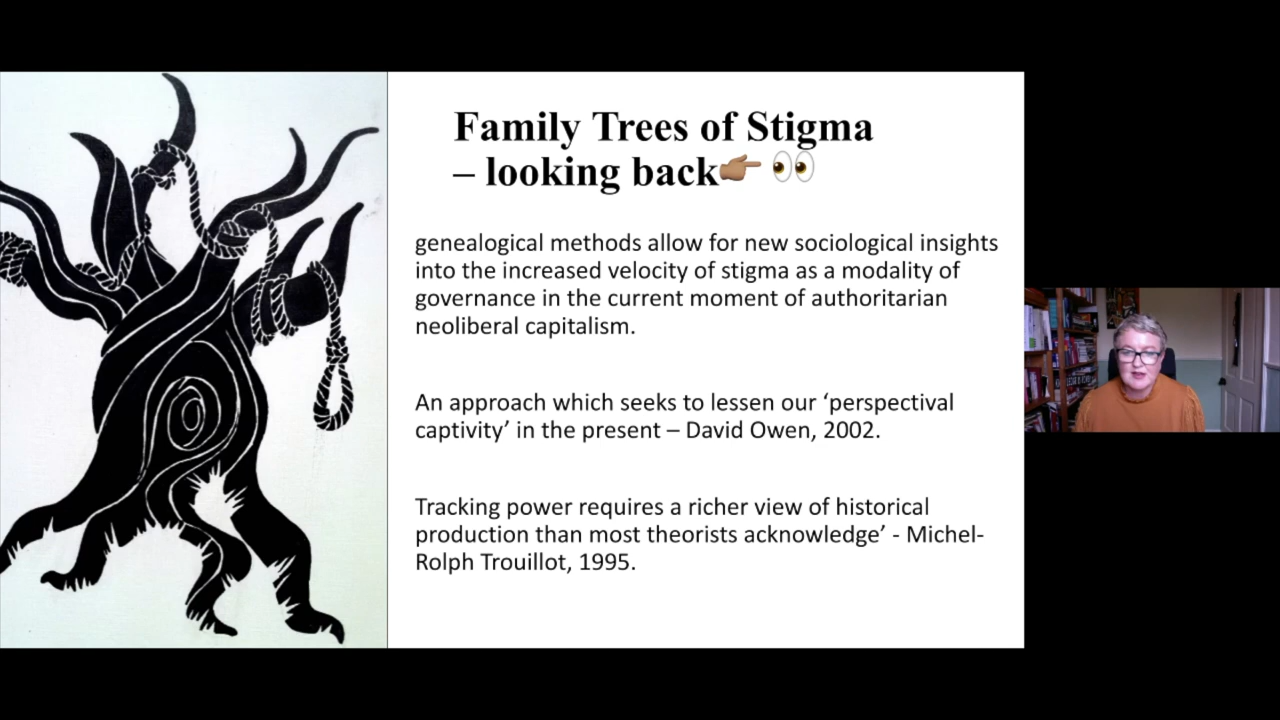 Family Trees of Stigma
– looking back👉🏽 👀
genealogical methods allow for new sociological insights
into the increased velocity of stigma as a modality of
governance in the current moment of authoritarian
neoliberal capitalism.
An approach which seeks to lessen our ‘perspectival
captivity’ in the present – David Owen, 2002.
Tracking power requires a richer view of historical
production than most theorists acknowledge’ - Michel-
Rolph Trouillot, 1995.